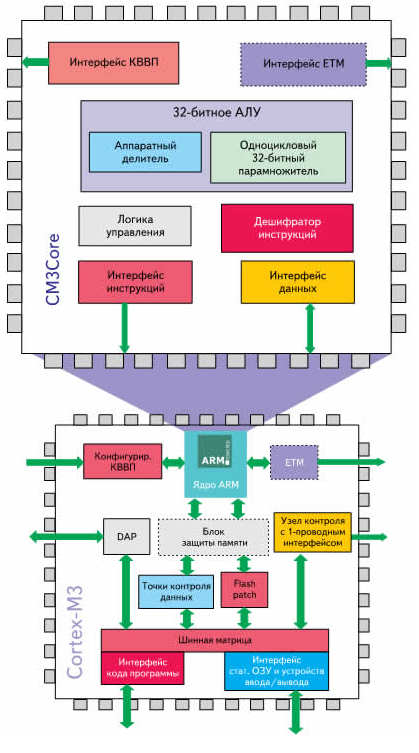 Интерфейс КВВП
Интерфейс ETM
32-битное АЛУ
Аппаратный
делитель
Одноцикловый
32-битный
парамножитель
Логика
управления
Дешифратор
инструкций
Интерфейс
инструкций
Интерфейс
данных
CM3Core
Конфигурир.
КВВП
ARM
Ядро ARM
ETM
DAP
Блок
защиты памяти
Узел контроля
с 1-проводным
интерфейсом
Точки контроля
данных
Flash
patch
Шинная матрица
Интерфейс
кода программы
Интерфейс
стат. ОЗУ и устройств
ввода/вывода
Cortex-M3